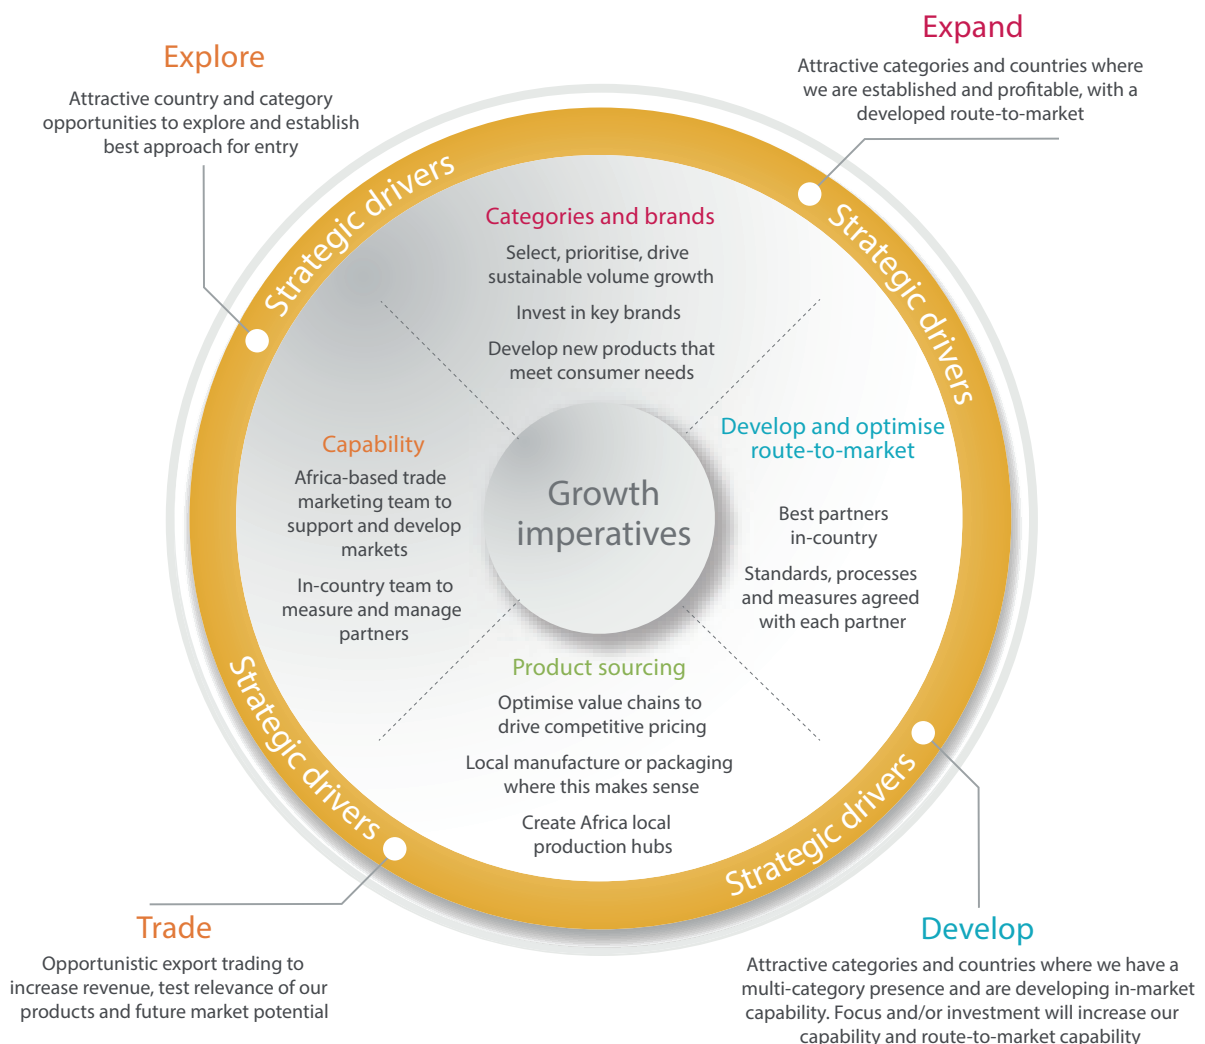 Explore
Attractive country and category
opportunities to explore and establish
best approach for entry
Expand
Attractive categories and countries where
we are established and profitable, with a
developed route-to-market
Strategic drivers
Strategic drivers
Categories and brands
Select, prioritise, drive
sustainable volume growth
Invest in key brands
Develop new products that
meet consumer needs
Capability
Africa-based trade
marketing team to
support and develop
markets
In-country team to
measure and manage
partners
Growth
imperatives
Develop and optimise
route-to-market
Best partners
in-country
Standards, processes
and measures agreed
with each partner
Product sourcing
Optimise value chains to
drive competitive pricing
Local manufacture or packaging
where this makes sense
Create Africa local
production hubs
Strategic drivers
Strategic drivers
Trade
Opportunistic export trading to
increase revenue, test relevance of our
products and future market potential
Develop
Attractive categories and countries where we have a
multi-category presence and are developing in-market
capability. Focus and/or investment will increase our
capability and route-to-market capability